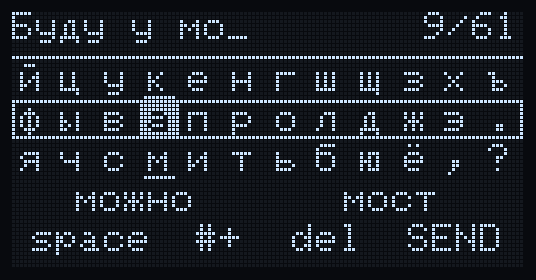 Буду у мо_ 9/61
й ц у к е н г ш щ з х ъ
ф ы в а п р о л д ж э .
я ч с м и т ь б ю ё , ?
можно мост
space #+ del SEND